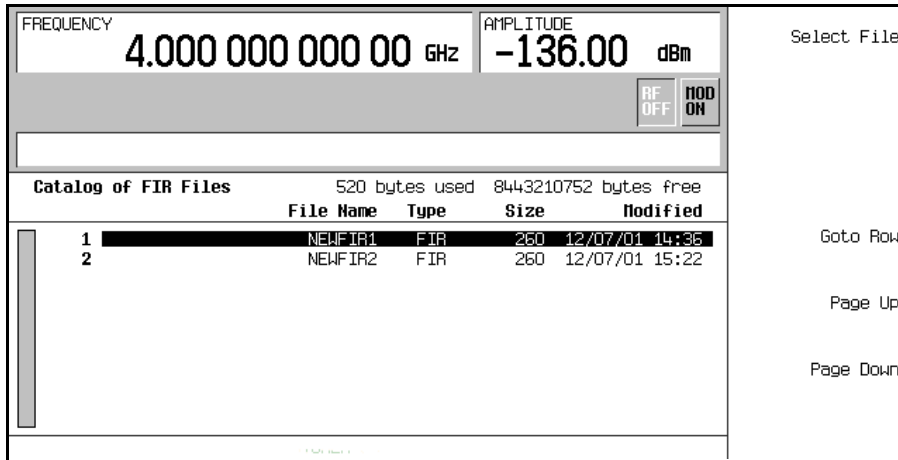 FREQUENCY
4.000 000 000 00 GHz
AMPLITUDE
-136.00 dBm
RF OFF
MOD ON
Select File
Catalog of FIR Files 520 bytes used 8443210752 bytes free
File Name Type Size Modified
1 NEWFIR1 FIR 260 12/07/01 14:36
2 NEWFIR2 FIR 260 12/07/01 15:22
Goto Row
Page Up
Page Down